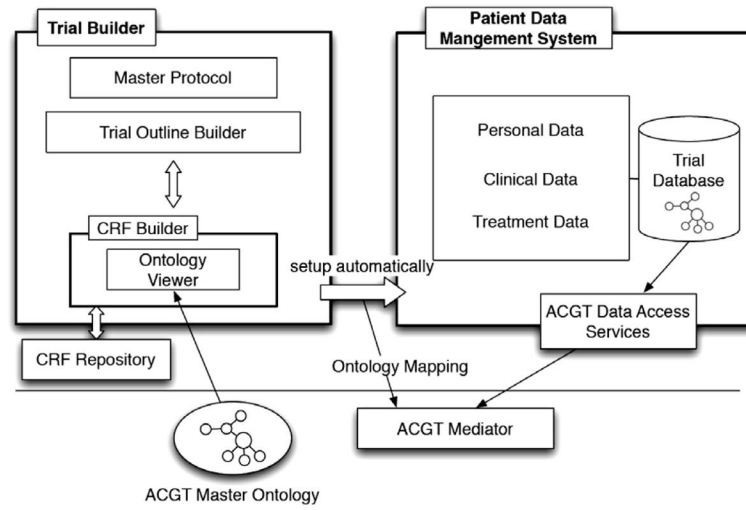 Trial Builder
Master Protocol
Trial Outline Builder
CRF Builder
Ontology
Viewer
CRF Repository
setup automatically
Ontology Mapping
Patient Data
Mangement System
Personal Data
Clinical Data
Treatment Data
Trial
Database
ACGT Data Access
Services
ACGT Mediator
ACGT Master Ontology